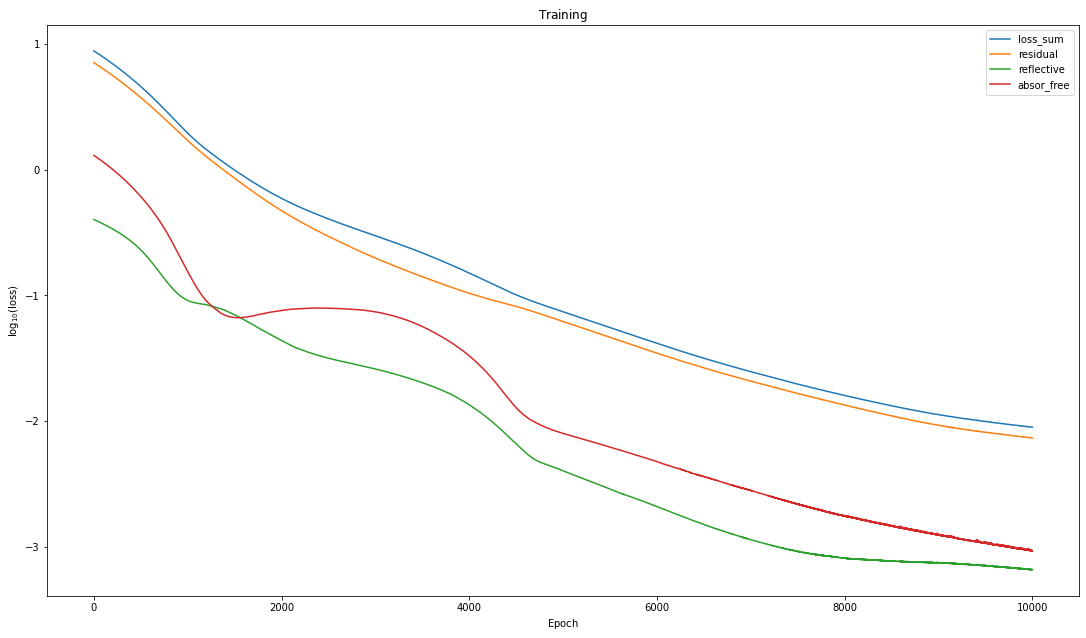 Training
loss_sum
residual
reflective
absor_free
log₁₀(loss)
1
0
−1
−2
−3
0 2000 4000 6000 8000 10000
Epoch